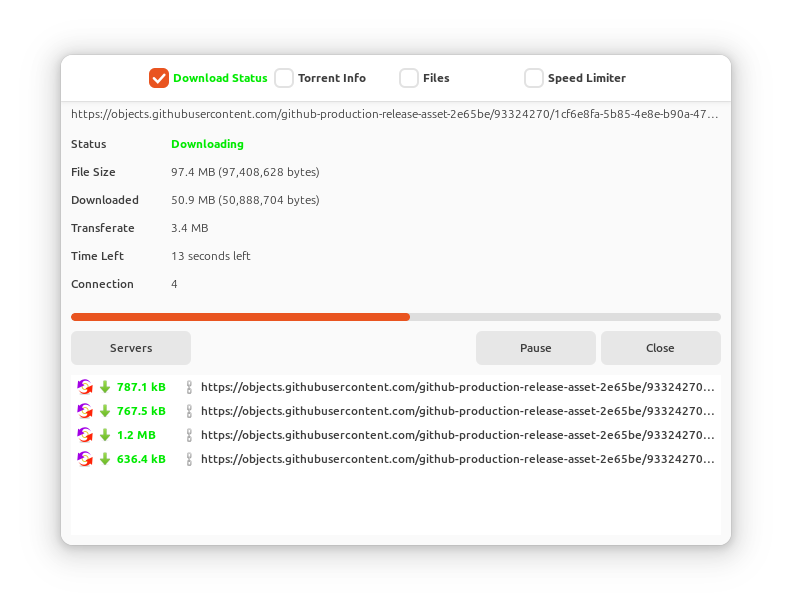 Download Status Torrent Info Files Speed Limiter
https://objects.githubusercontent.com/github-production-release-asset-2e65be/93324270/1cf6e8fa-5b85-4e8e-b90a-47...
Status Downloading
File Size 97.4 MB (97,408,628 bytes)
Downloaded 50.9 MB (50,888,704 bytes)
Transferate 3.4 MB
Time Left 13 seconds left
Connection 4
Servers Pause Close
787.1 kB https://objects.githubusercontent.com/github-production-release-asset-2e65be/93324270...
767.5 kB https://objects.githubusercontent.com/github-production-release-asset-2e65be/93324270...
1.2 MB https://objects.githubusercontent.com/github-production-release-asset-2e65be/93324270...
636.4 kB https://objects.githubusercontent.com/github-production-release-asset-2e65be/93324270...